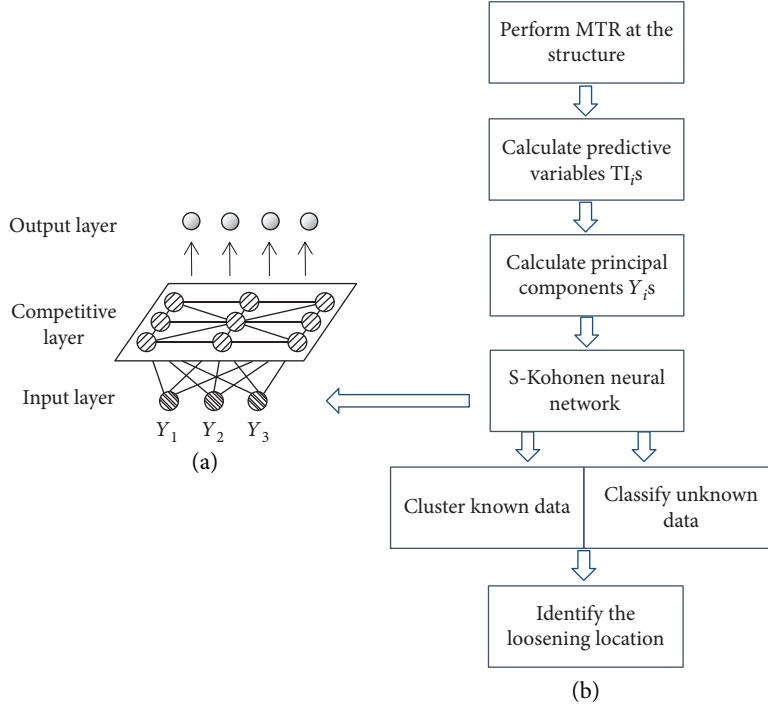 Output layer
Competitive
layer
Input layer
Y1 Y2 Y3
(a)
Perform MTR at the
structure
Calculate predictive
variables TIis
Calculate principal
components Yis
S-Kohonen neural
network
Cluster known data
Classify unknown
data
Identify the
loosening location
(b)